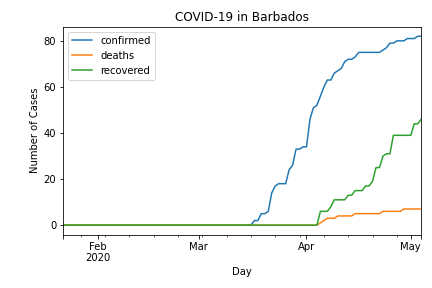 COVID-19 in Barbados
confirmed
deaths
recovered
Number of Cases
80
60
40
20
0
Feb
2020
Mar
Apr
May
Day